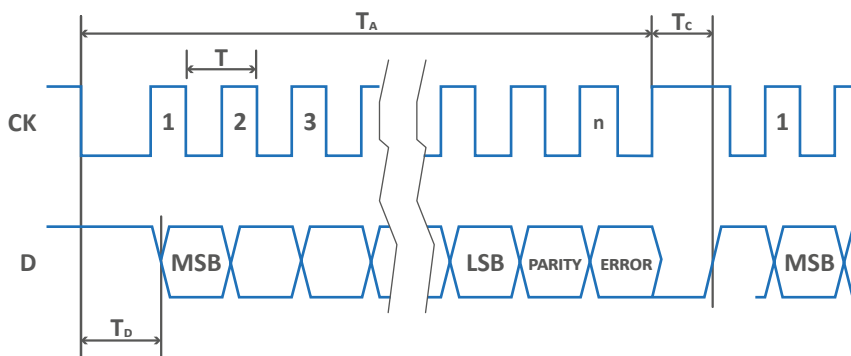 TA TC
T
CK 1 2 3 n 1
D MSB LSB PARITY ERROR MSB
TD